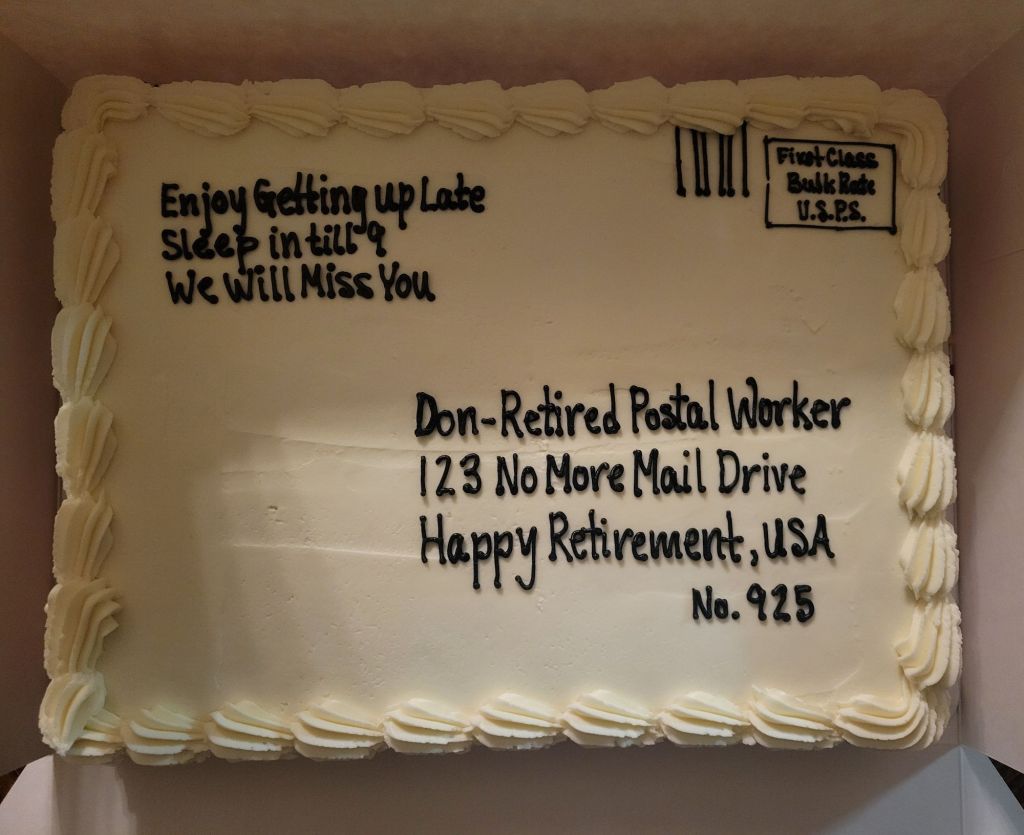 Enjoy Getting up Late
Sleep in till 9
We Will Miss You
First Class
Bulk Rate
U.S.P.S.
Don-Retired Postal Worker
123 No More Mail Drive
Happy Retirement, USA
No. 925